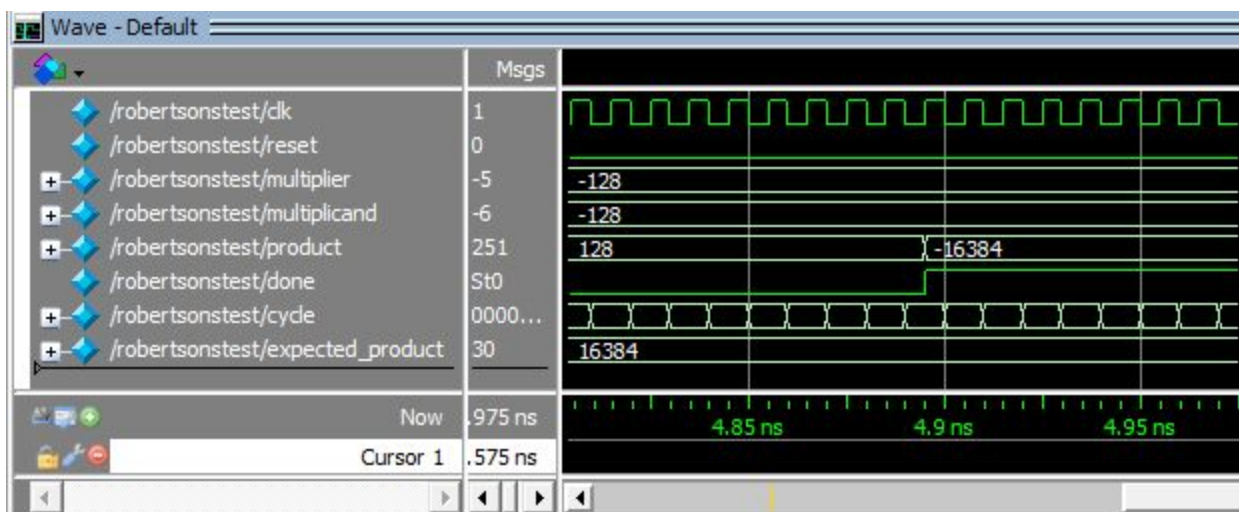 Wave - Default
Msgs
/robertsonstest/clk 1
/robertsonstest/reset 0
/robertsonstest/multiplier -5 -128
/robertsonstest/multiplicand -6 -128
/robertsonstest/product 251 128 -16384
/robertsonstest/done St0
/robertsonstest/cycle 0000...
/robertsonstest/expected_product 30 16384
Now .975 ns 4.85 ns 4.9 ns 4.95 ns
Cursor 1 .575 ns